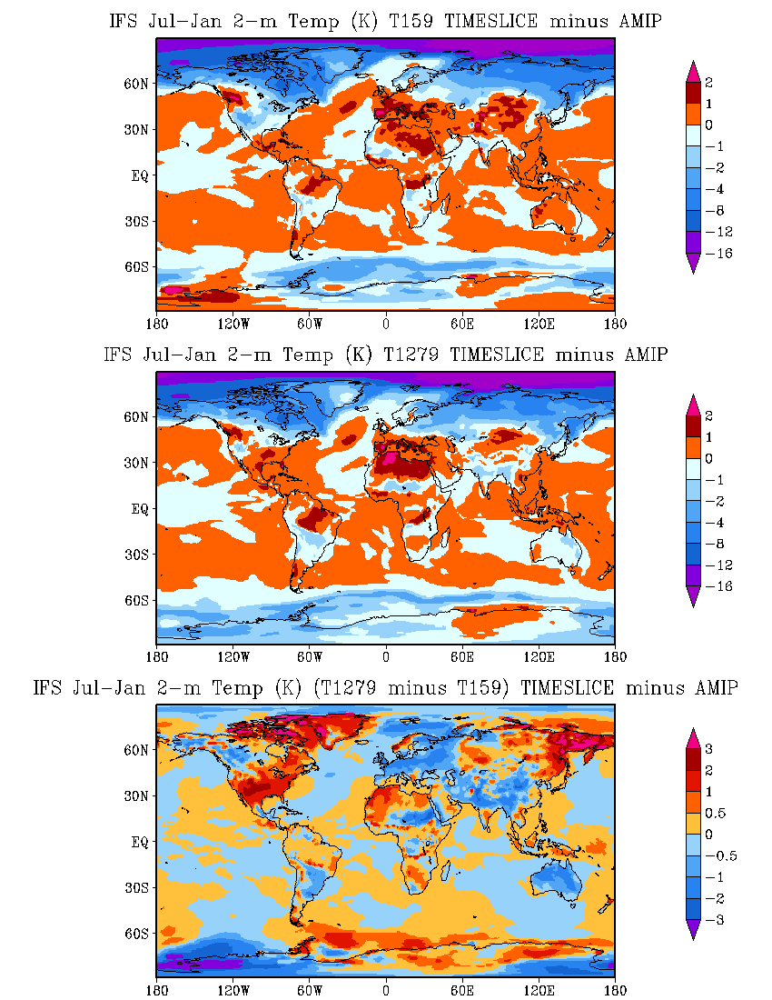 IFS Jul-Jan 2-m Temp (K) T159 TIMESLICE minus AMIP
60N
30N
EQ
30S
60S
180 120W 60W 0 60E 120E 180
2
1
0
-1
-2
-4
-8
-12
-16
IFS Jul-Jan 2-m Temp (K) T1279 TIMESLICE minus AMIP
60N
30N
EQ
30S
60S
180 120W 60W 0 60E 120E 180
2
1
0
-1
-2
-4
-8
-12
-16
IFS Jul-Jan 2-m Temp (K) (T1279 minus T159) TIMESLICE minus AMIP
60N
30N
EQ
30S
60S
180 120W 60W 0 60E 120E 180
3
2
1
0.5
0
-0.5
-1
-2
-3